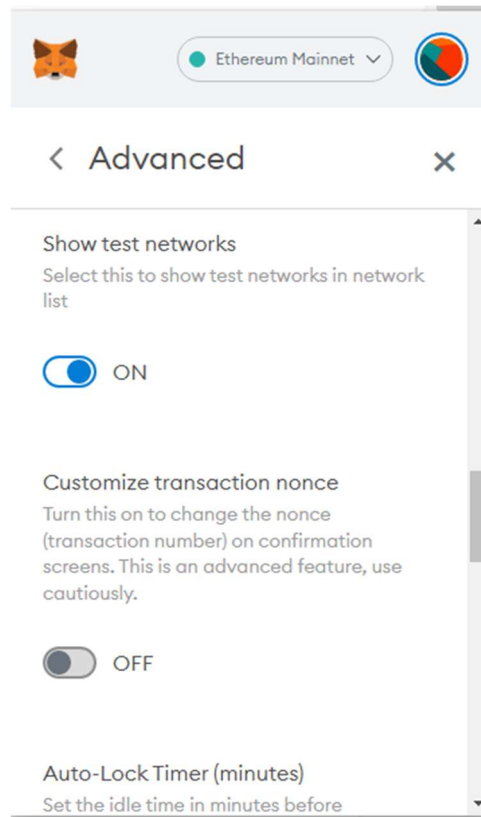 Ethereum Mainnet
Advanced
Show test networks
Select this to show test networks in network
list
ON
Customize transaction nonce
Turn this on to change the nonce
(transaction number) on confirmation
screens. This is an advanced feature, use
cautiously.
OFF
Auto-Lock Timer (minutes)
Set the idle time in minutes before